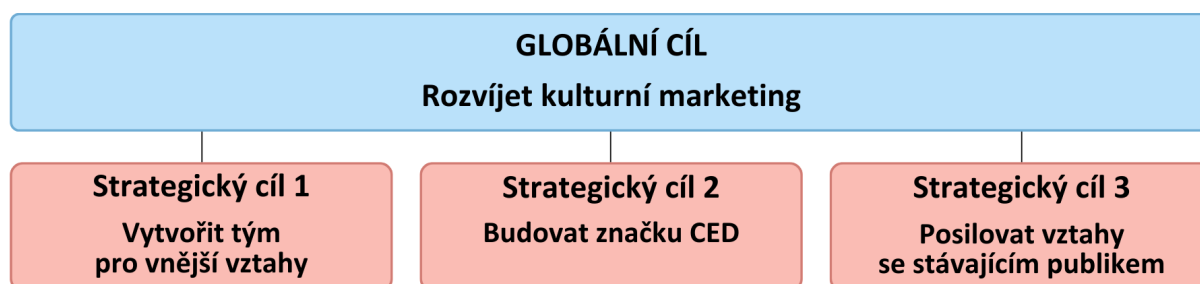 GLOBÁLNÍ CÍL
Rozvíjet kulturní marketing
Strategický cíl 1
Vytvořit tým
pro vnější vztahy
Strategický cíl 2
Budovat značku CED
Strategický cíl 3
Posilovat vztahy
se stávajícím publikem